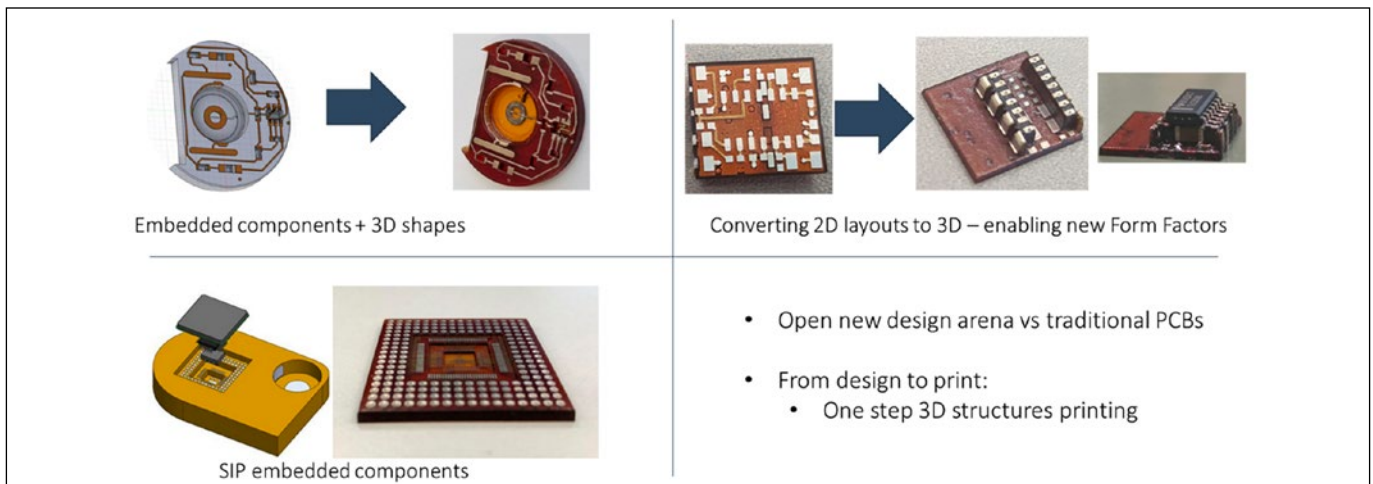 Embedded components + 3D shapes
Converting 2D layouts to 3D – enabling new Form Factors
SIP embedded components
• Open new design arena vs traditional PCBs
• From design to print:
• One step 3D structures printing